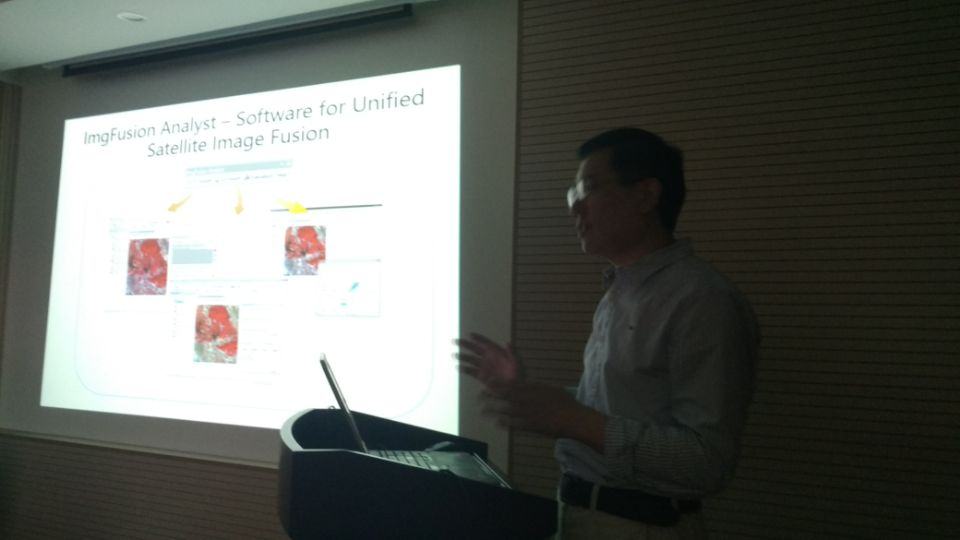 ImgFusion Analyst – Software for Unified
Satellite Image Fusion